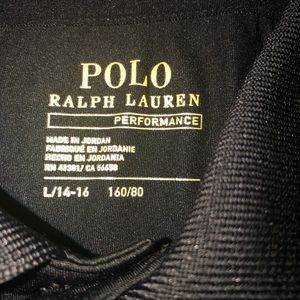 POLO
RALPH LAUREN
PERFORMANCE
MADE IN JORDAN
FABRIQUÉ EN JORDANIE
HECHO EN JORDANIA
RN 41381/ CA 56658
L/14-16 160/80